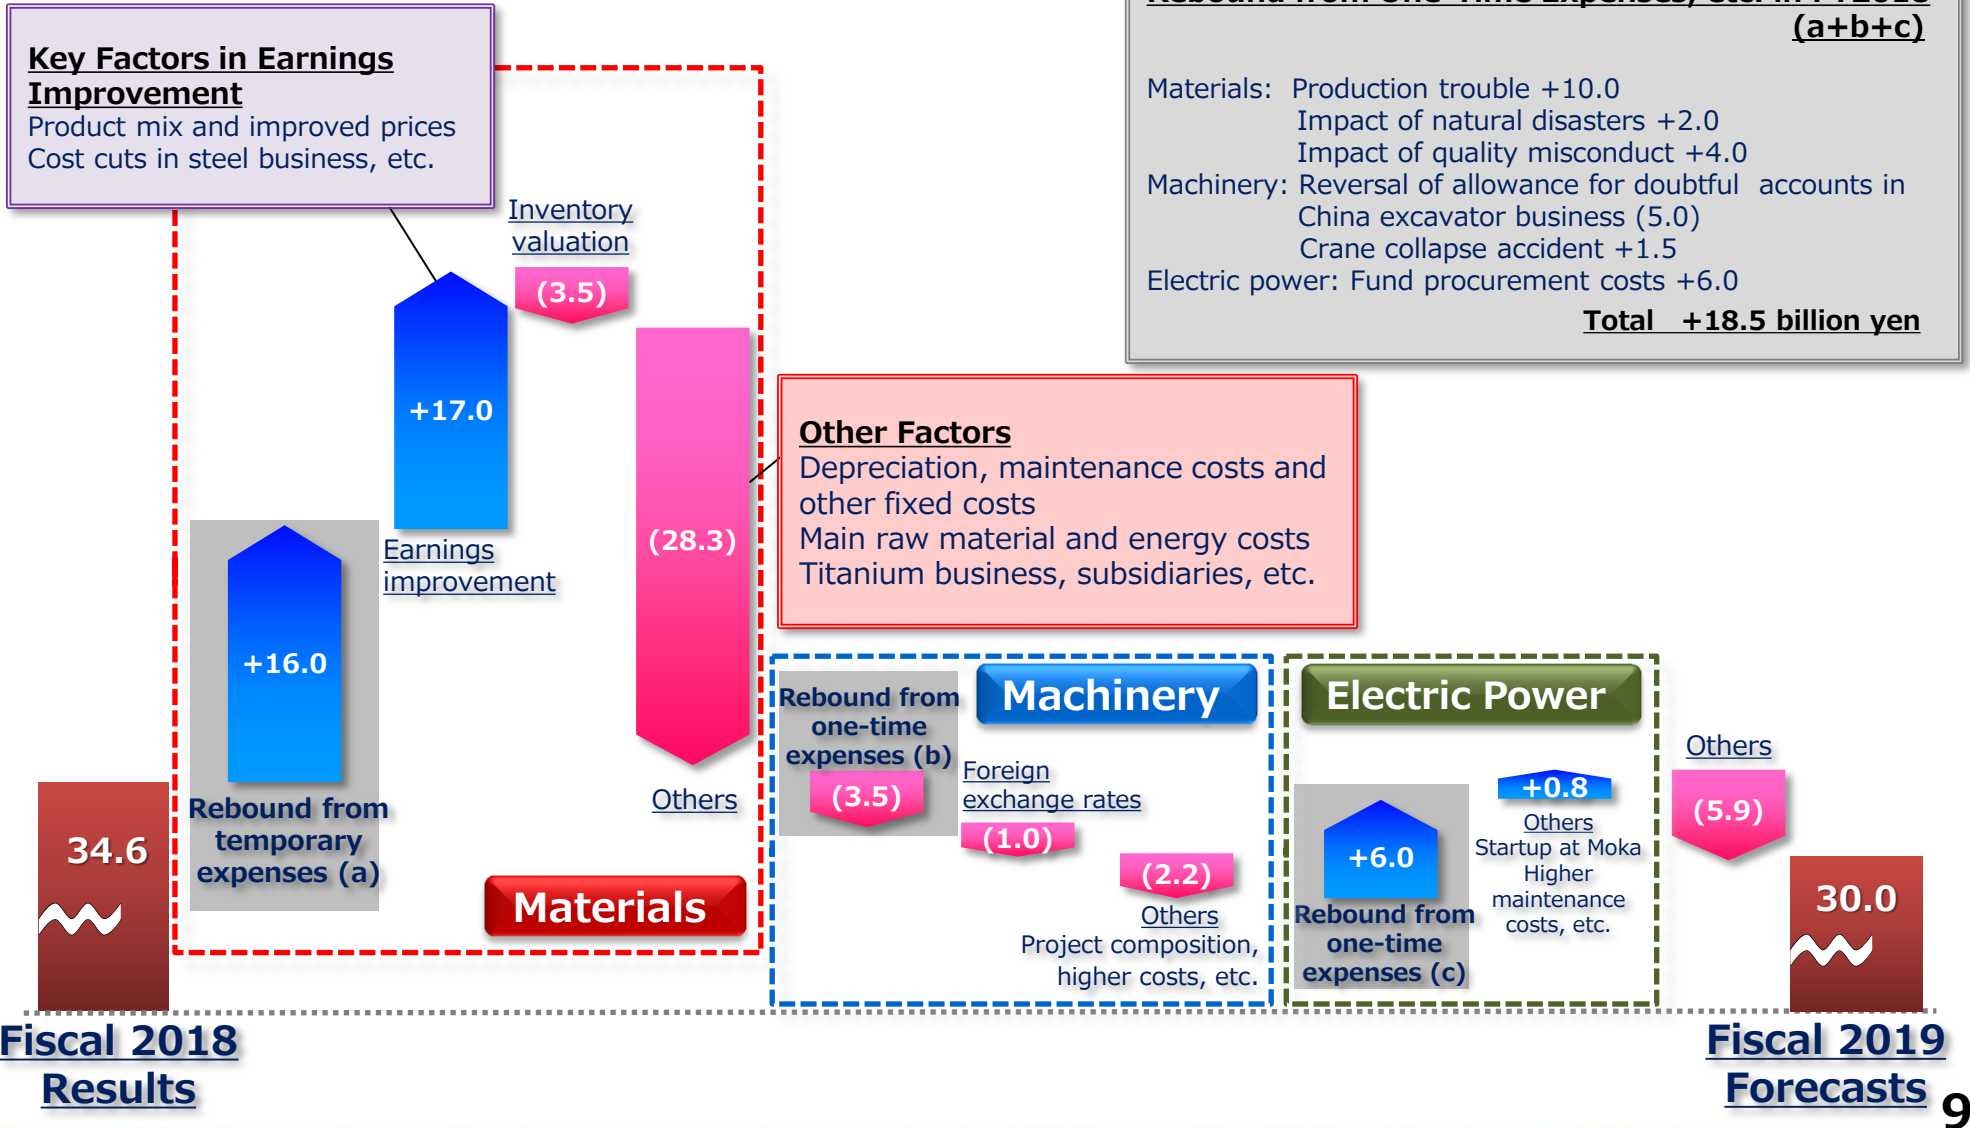 Key Factors in Earnings
Improvement
Product mix and improved prices
Cost cuts in steel business, etc.
(a+b+c)
Materials: Production trouble +10.0
Impact of natural disasters +2.0
Impact of quality misconduct +4.0
Machinery: Reversal of allowance for doubtful accounts in
China excavator business (5.0)
Crane collapse accident +1.5
Electric power: Fund procurement costs +6.0
Total +18.5 billion yen
Inventory
valuation
(3.5)
+17.0
Earnings
improvement
(28.3)
Others
Other Factors
Depreciation, maintenance costs and
other fixed costs
Main raw material and energy costs
Titanium business, subsidiaries, etc.
+16.0
Rebound from
temporary
expenses (a)
Materials
34.6
Machinery
Rebound from
one-time
expenses (b)
(3.5)
Foreign
exchange rates
(1.0)
(2.2)
Others
Project composition,
higher costs, etc.
Electric Power
+6.0
Rebound from
one-time
expenses (c)
+0.8
Others
Startup at Moka
Higher
maintenance
costs, etc.
Others
(5.9)
30.0
Fiscal 2018
Results
Fiscal 2019
Forecasts
9